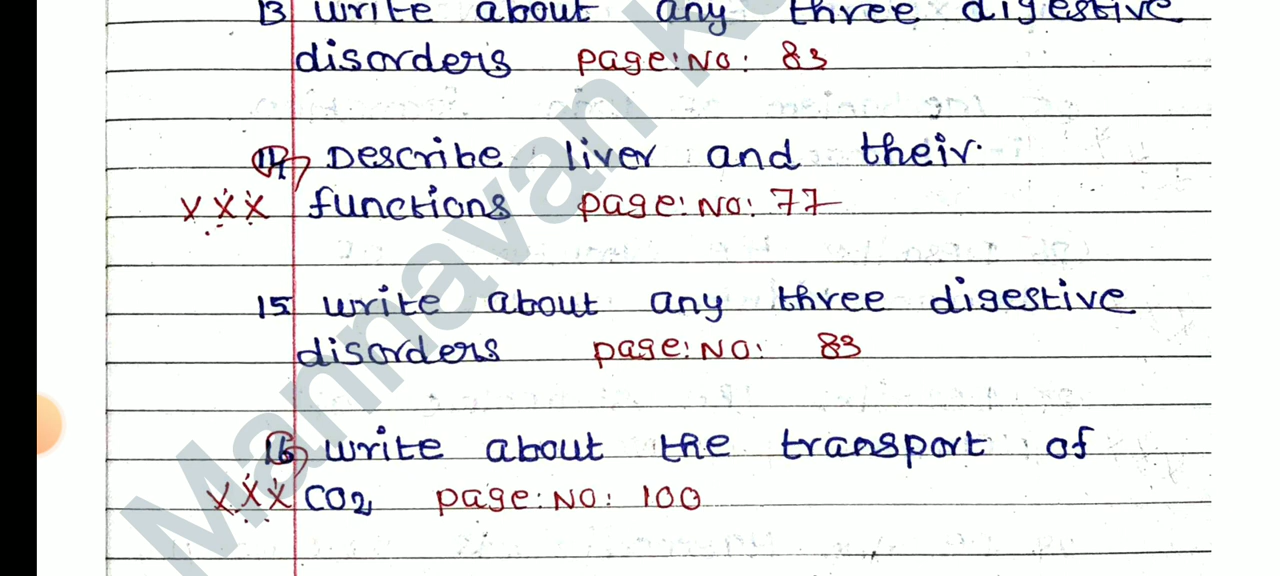 13 write about any three digestive
disorders page: No: 83
14 Describe liver and their
XXX functions page: No: 77
15 write about any three digestive
disorders page: No: 83
16 write about the transport of
XXX CO2 page: No: 100
Mannavan K